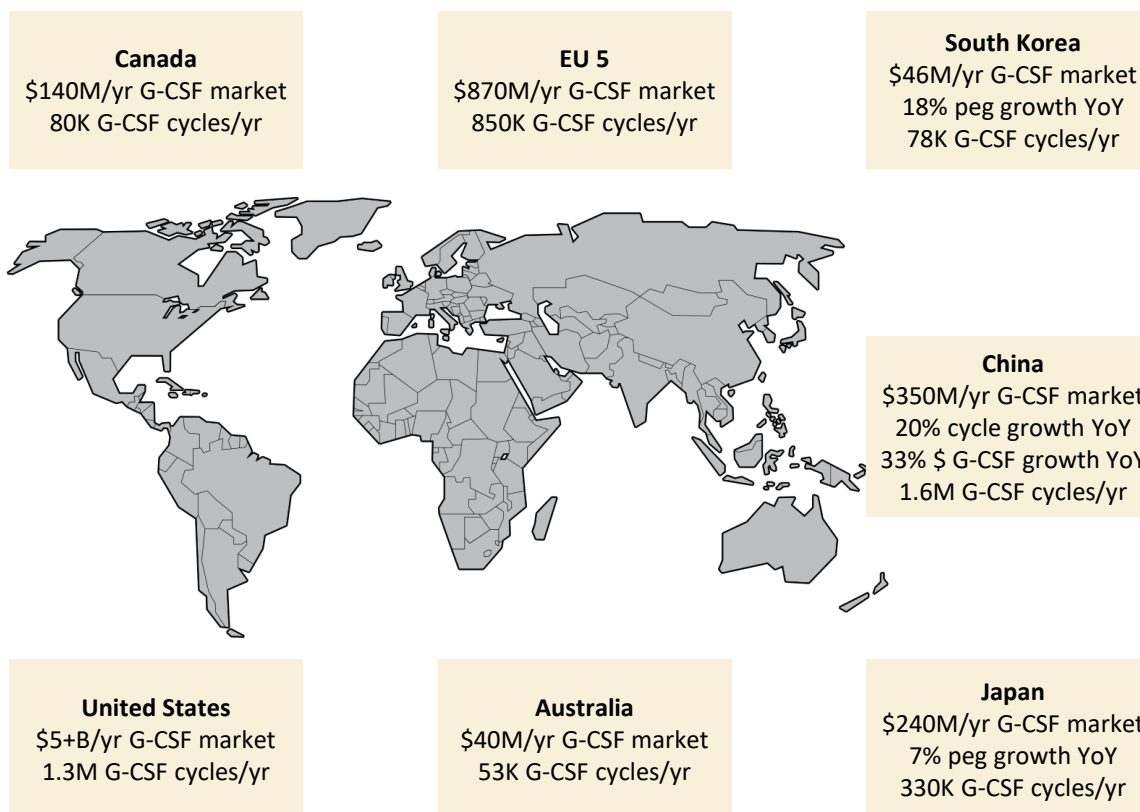 Canada
$140M/yr G-CSF market
80K G-CSF cycles/yr
EU 5
$870M/yr G-CSF market
850K G-CSF cycles/yr
South Korea
$46M/yr G-CSF market
18% peg growth YoY
78K G-CSF cycles/yr
China
$350M/yr G-CSF market
20% cycle growth YoY
33% $ G-CSF growth YoY
1.6M G-CSF cycles/yr
United States
$5+B/yr G-CSF market
1.3M G-CSF cycles/yr
Australia
$40M/yr G-CSF market
53K G-CSF cycles/yr
Japan
$240M/yr G-CSF market
7% peg growth YoY
330K G-CSF cycles/yr